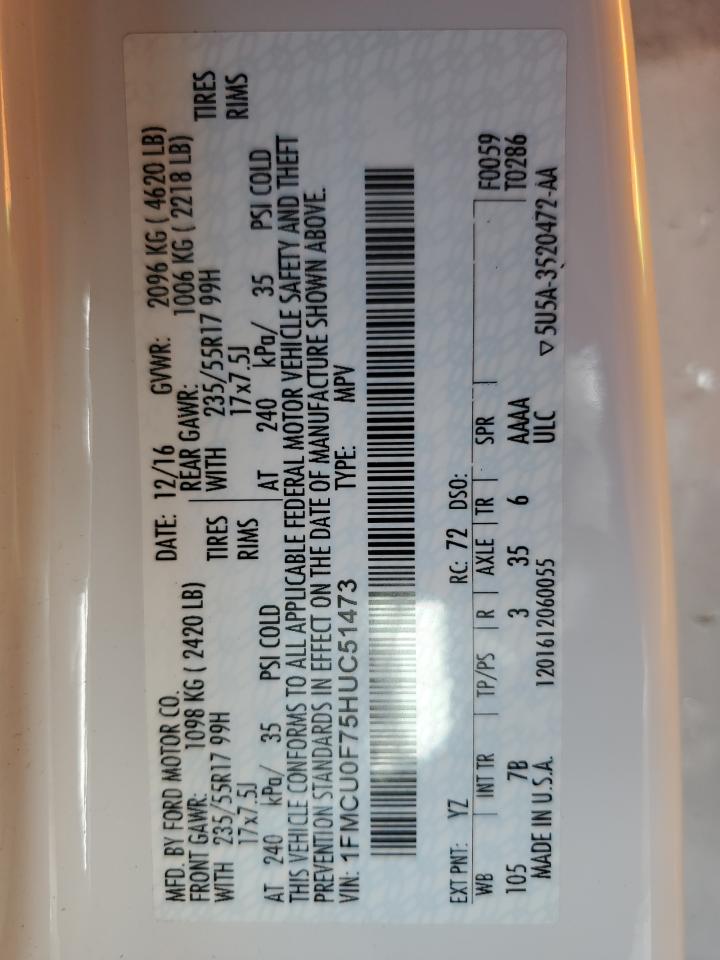 MFD. BY FORD MOTOR CO. DATE: 12/16 GVWR: 2096 KG ( 4620 LB)
FRONT GAWR: 1098 KG ( 2420 LB) REAR GAWR: 1006 KG ( 2218 LB)
WITH 235/55R17 99H TIRES WITH 235/55R17 99H TIRES
17x7.5J RIMS 17x7.5J RIMS
AT 240 kPa/ 35 PSI COLD AT 240 kPa/ 35 PSI COLD
THIS VEHICLE CONFORMS TO ALL APPLICABLE FEDERAL MOTOR VEHICLE SAFETY AND THEFT
PREVENTION STANDARDS IN EFFECT ON THE DATE OF MANUFACTURE SHOWN ABOVE.
VIN: 1FMCU0F75HUC51473 TYPE: MPV
EXT PNT: YZ RC: 72 DSO:
WB INT TR TP/PS R AXLE TR SPR F0059
105 7B 3 35 6 AAAA T0286
MADE IN U.S.A. 1201612060055 ULC ▽5U5A-3520472-AA